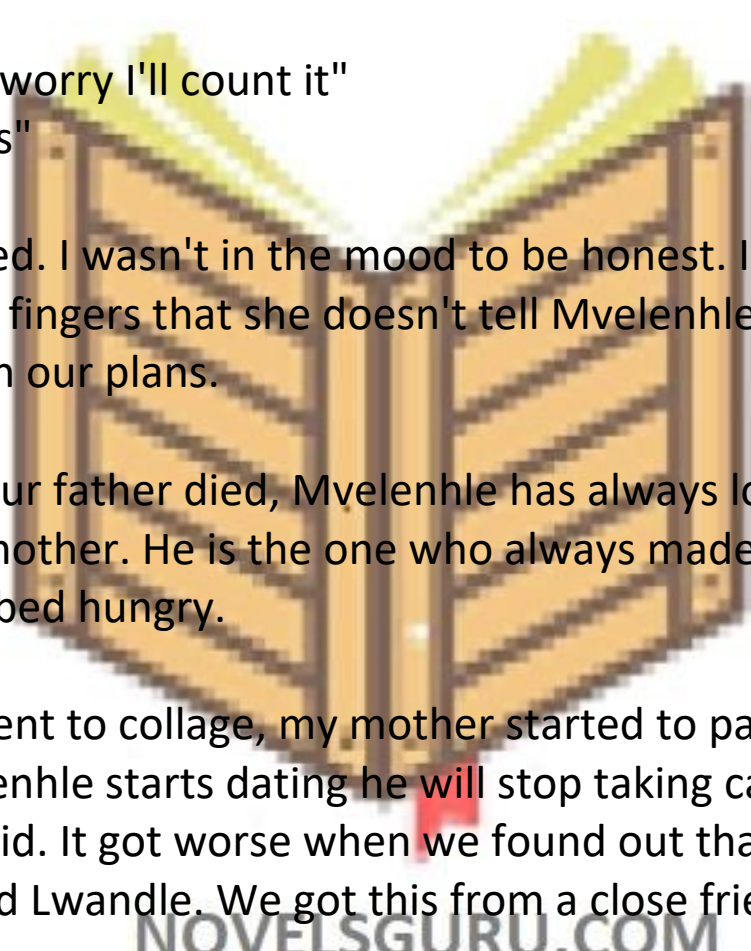 worry I'll count it"
s"
ed. I wasn't in the mood to be honest. I
fingers that she doesn't tell Mvelenhle
n our plans.
ur father died, Mvelenhle has always lo
nother. He is the one who always made
bed hungry.
ent to collage, my mother started to pa
enhle starts dating he will stop taking ca
id. It got worse when we found out tha
d Lwandle. We got this from a close frie
NOVELSGURU.COM